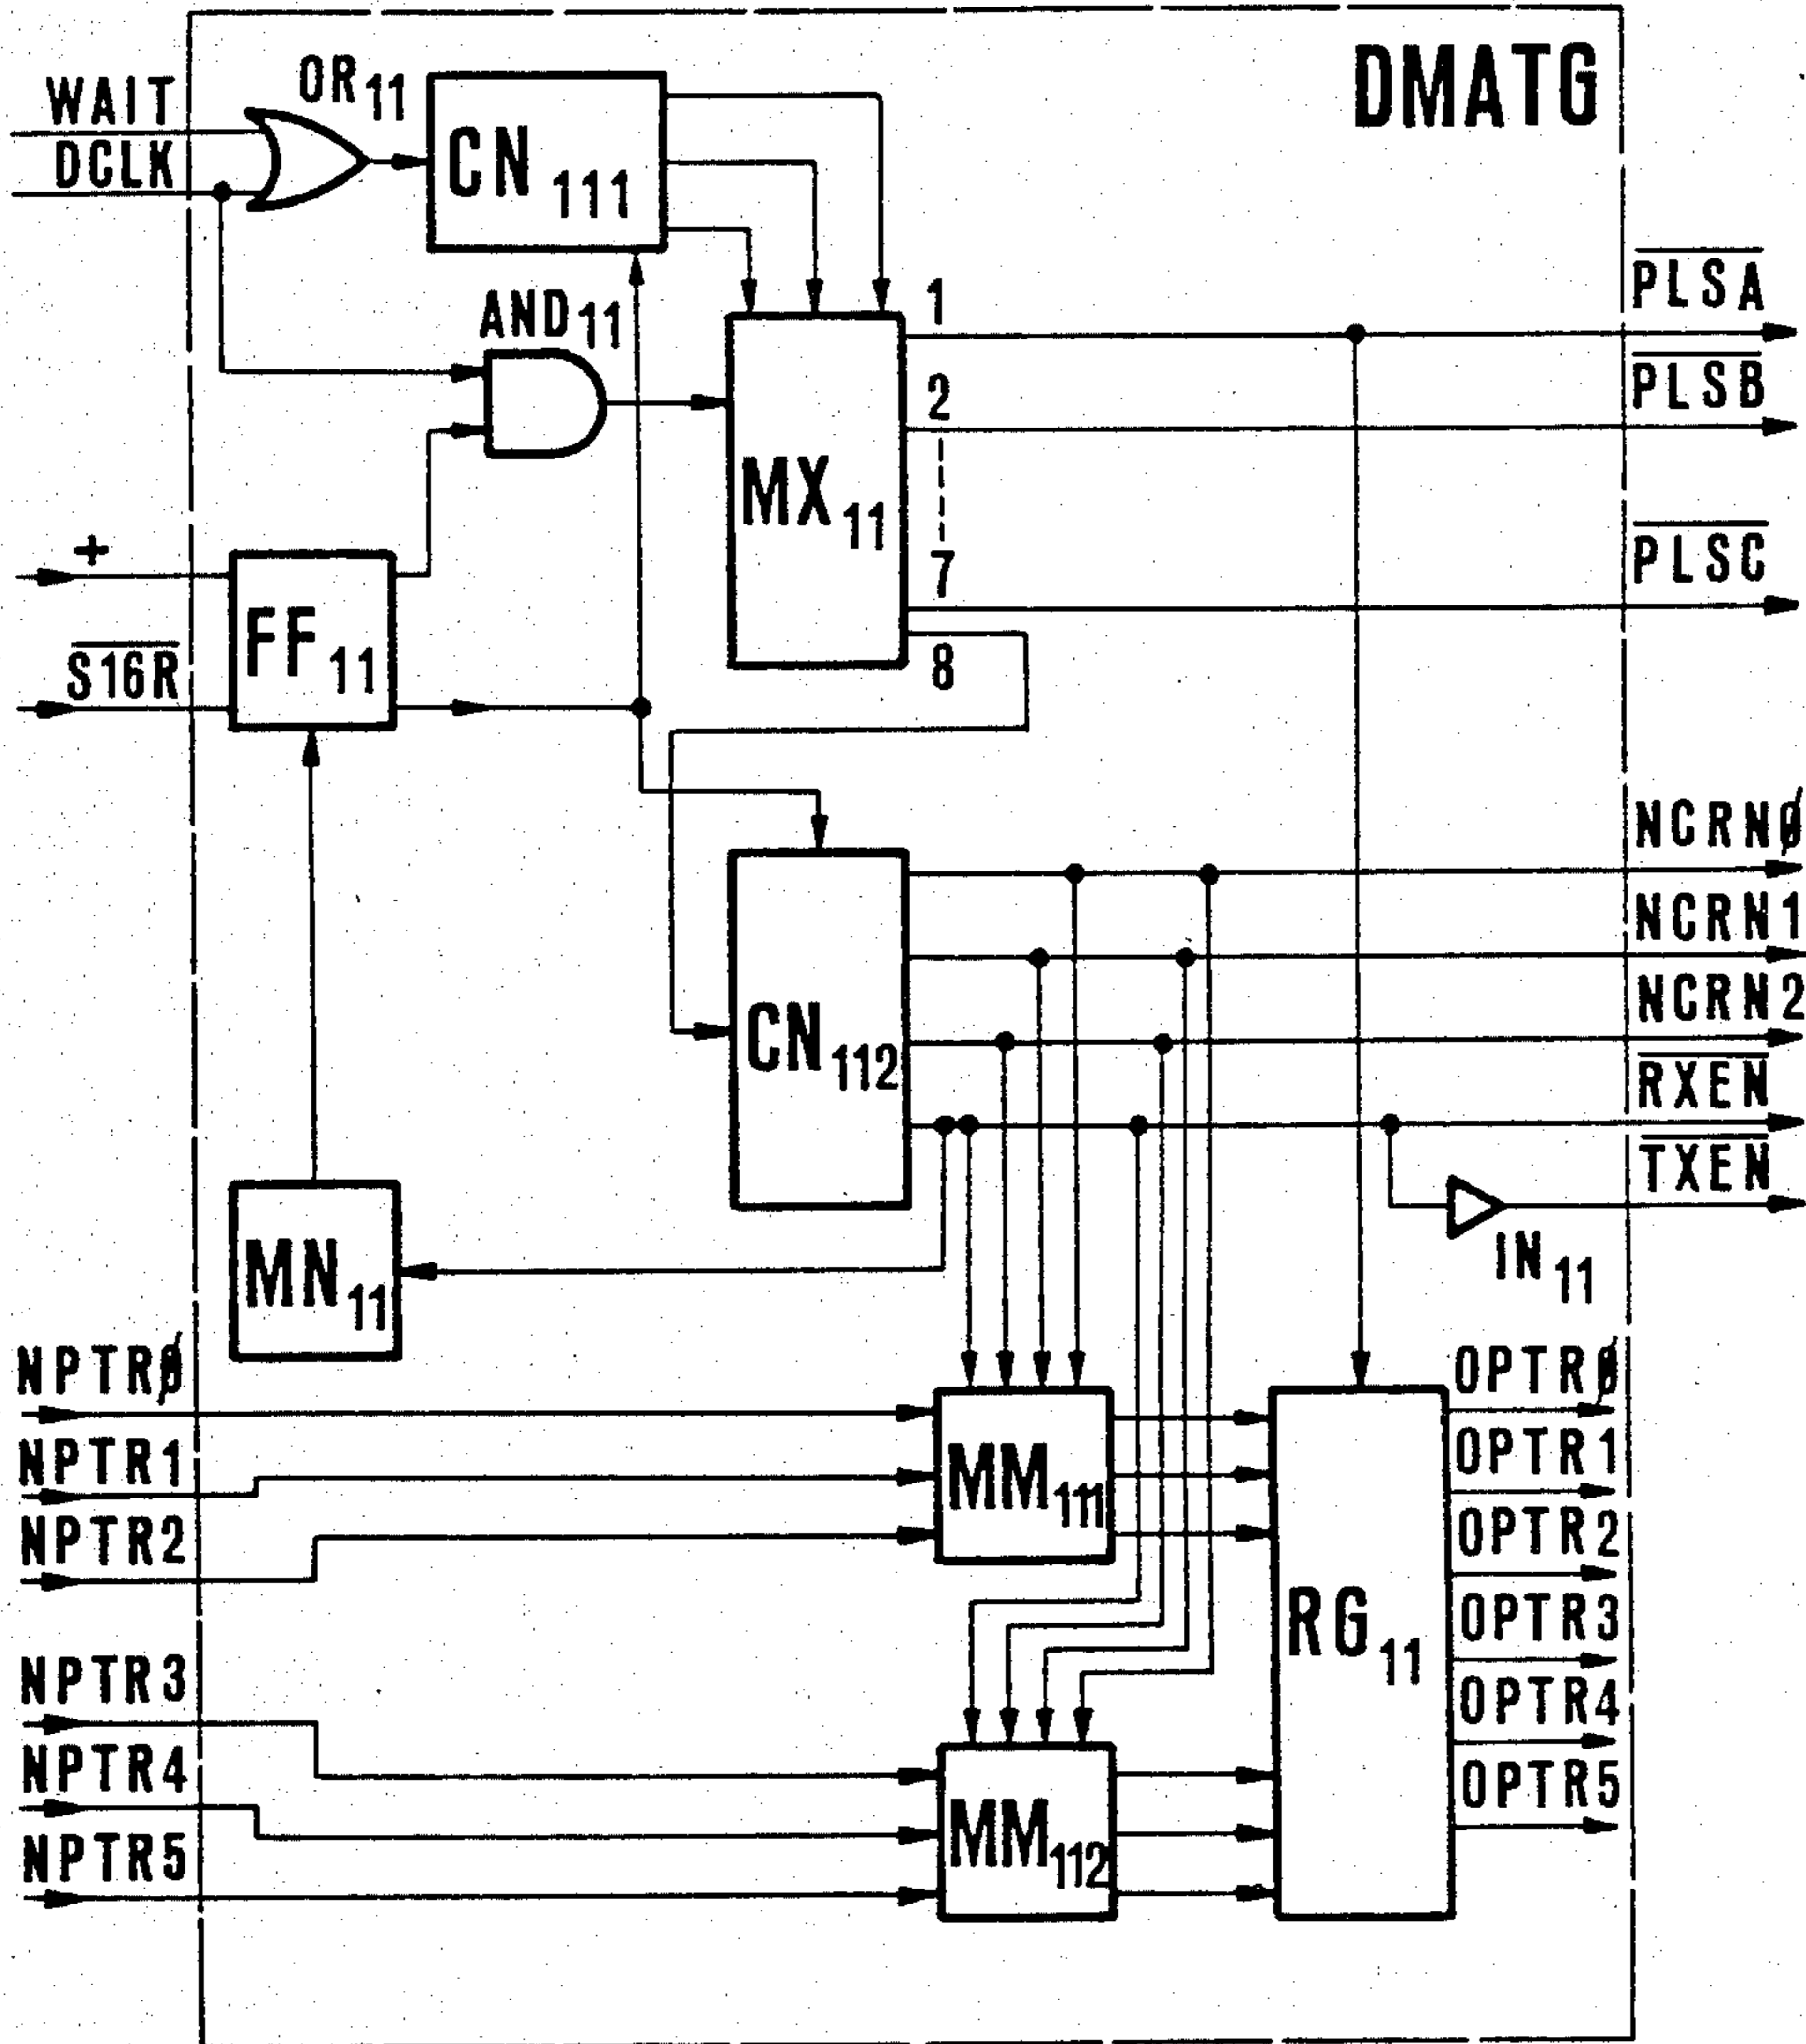 DMATG
WAIT
OR11
CN111
DCLK
AND11
PLSA
1
PLSB
2
MX11
+
7
PLSC
FF11
S16R
8
NCRNØ
NCRN1
NCRN2
CN112
RXEN
TXEN
MN11
IN11
NPTRØ
OPTRØ
NPTR1
OPTR1
MM111
NPTR2
OPTR2
RG11
OPTR3
NPTR3
OPTR4
NPTR4
OPTR5
MM112
NPTR5